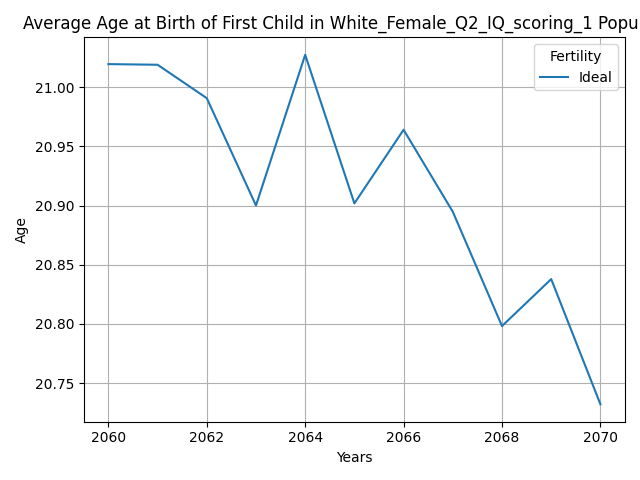 Average Age at Birth of First Child in White_Female_Q2_IQ_scoring_1 Popu
Fertility
Ideal
Age
21.00
20.95
20.90
20.85
20.80
20.75
2060 2062 2064 2066 2068 2070
Years